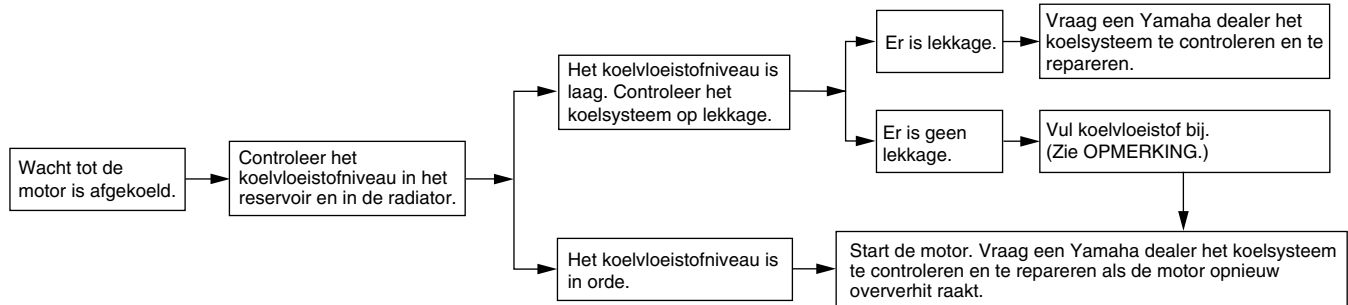 Wacht tot de
motor is afgekoeld.
Controleer het
koelvloeistofniveau in het
reservoir en in de radiator.
Het koelvloeistofniveau is
laag. Controleer het
koelsysteem op lekkage.
Er is lekkage.
Vraag een Yamaha dealer het
koelsysteem te controleren en te
repareren.
Er is geen
lekkage.
Vul koelvloeistof bij.
(Zie OPMERKING.)
Het koelvloeistofniveau is
in orde.
Start de motor. Vraag een Yamaha dealer het koelsysteem
te controleren en te repareren als de motor opnieuw
oververhit raakt.